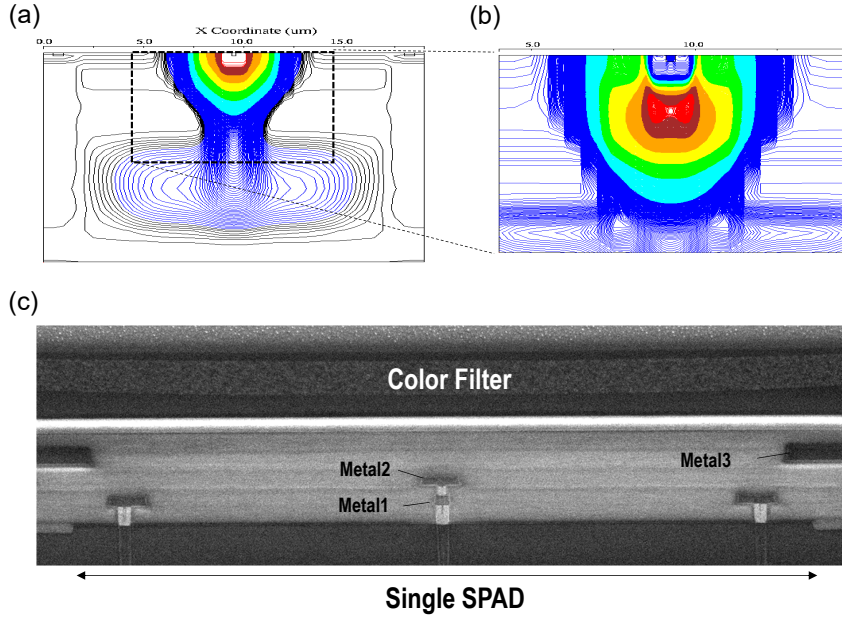 (a)
X Coordinate (um)
0.0 5.0 10.0 15.0
(b)
5.0 10.0
(c)
Color Filter
Metal2
Metal3
Metal1
Single SPAD